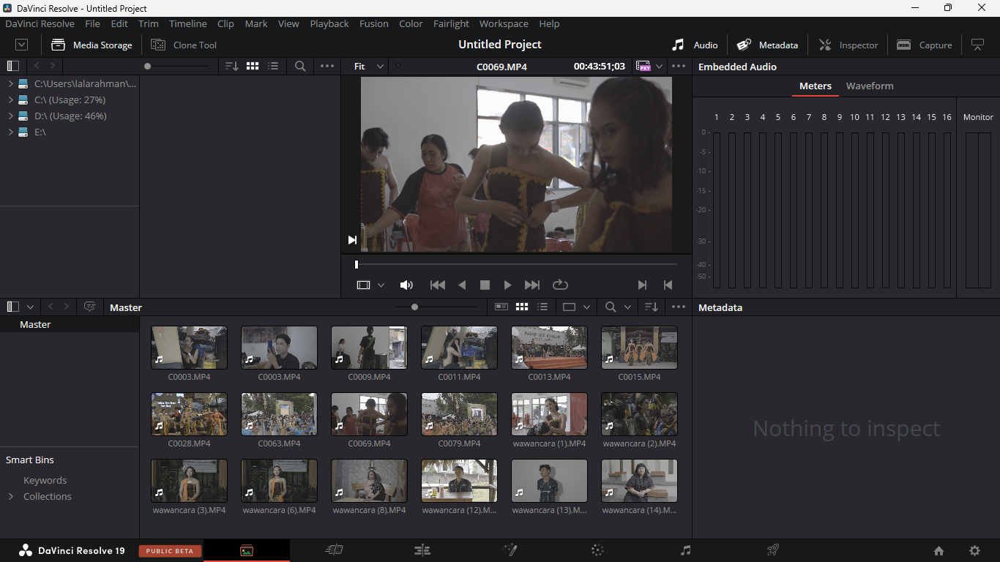 DaVinci Resolve - Untitled Project
DaVinci Resolve File Edit Trim Timeline Clip Mark View Playback Fusion Color Fairlight Workspace Help
Media Storage Clone Tool Untitled Project Audio Metadata Inspector Capture
Fit C0069.MP4 00:43:51;03 PXY Embedded Audio
C:\Users\lalarahman\...
C:\ (Usage: 27%)
D:\ (Usage: 46%)
E:\
Meters Waveform
1 2 3 4 5 6 7 8 9 10 11 12 13 14 15 16 Monitor
0 -
-5 -
-10 -
-15 -
-20 -
-30 -
-40 -
-50 -
Master Metadata
Master
C0003.MP4 C0003.MP4 C0009.MP4 C0011.MP4 C0013.MP4 C0015.MP4
C0028.MP4 C0063.MP4 C0069.MP4 C0079.MP4 wawancara (1).MP4 wawancara (2).MP4
wawancara (3).MP4 wawancara (6).MP4 wawancara (8).MP4 wawancara (12).M... wawancara (13).M... wawancara (14).M...
Smart Bins
Keywords
Collections
Nothing to inspect
DaVinci Resolve 19 PUBLIC BETA